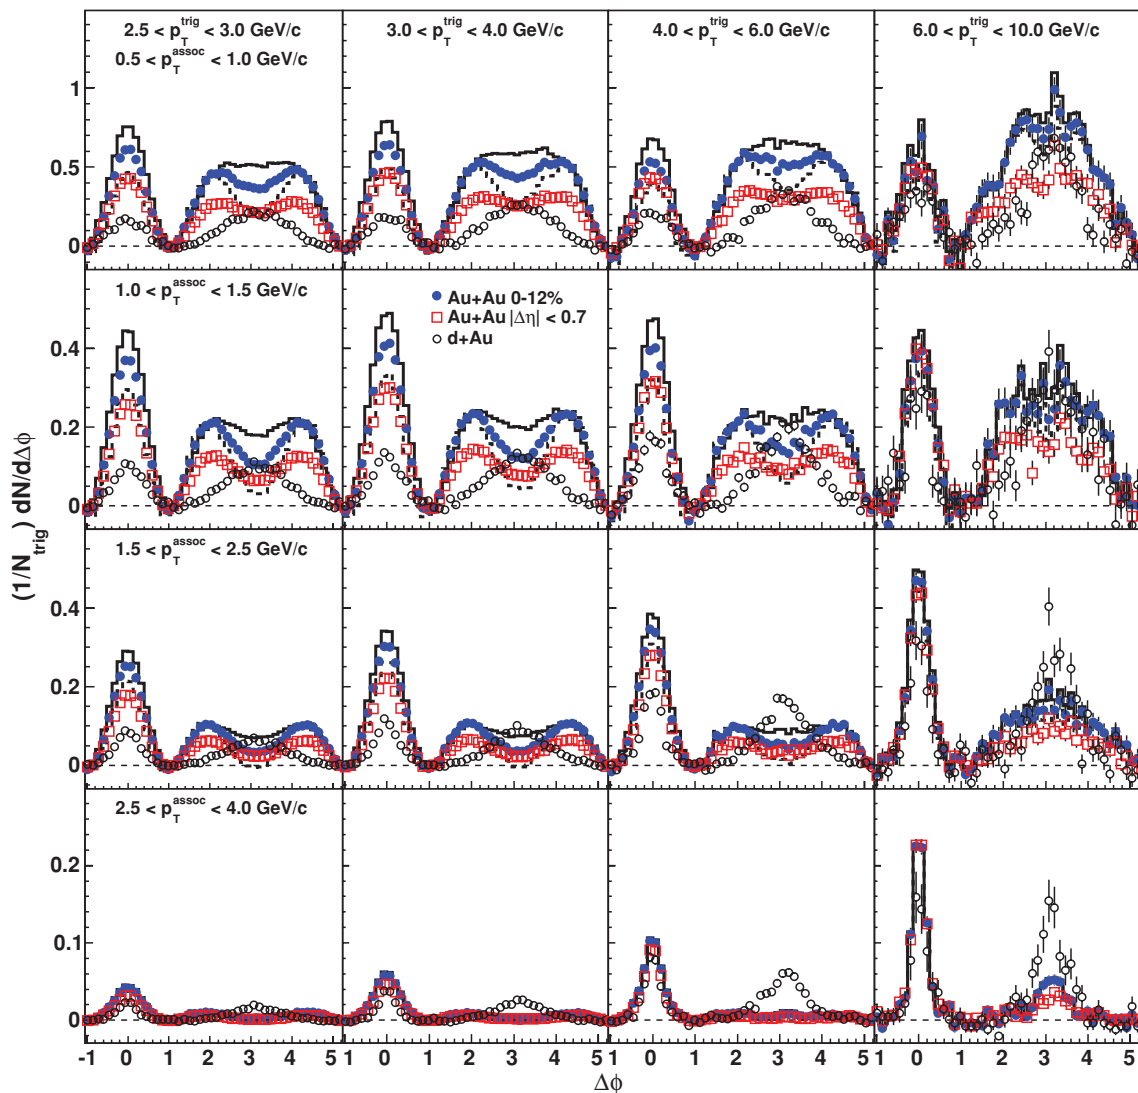 2.5 < p_T^trig < 3.0 GeV/c
0.5 < p_T^assoc < 1.0 GeV/c
3.0 < p_T^trig < 4.0 GeV/c
4.0 < p_T^trig < 6.0 GeV/c
6.0 < p_T^trig < 10.0 GeV/c
1
0.5
0
1.0 < p_T^assoc < 1.5 GeV/c
Au+Au 0-12%
Au+Au |Δη| < 0.7
d+Au
0.4
0.2
0
(1/N_trig) dN/dΔϕ
1.5 < p_T^assoc < 2.5 GeV/c
0.4
0.2
0
2.5 < p_T^assoc < 4.0 GeV/c
0.2
0.1
0
-1 0 1 2 3 4 5 1 0 1 2 3 4 5 1 0 1 2 3 4 5 1 0 1 2 3 4 5
Δϕ